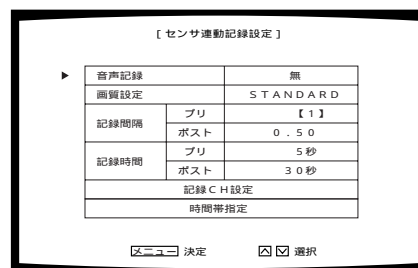 [ センサ連動記録設定 ]
▶ 音声記録 無
画質設定 ＳＴＡＮＤＡＲＤ
記録間隔 プリ 【１】
ポスト ０．５０
記録時間 プリ ５秒
ポスト ３０秒
記録ＣＨ設定
時間帯指定
メニュー 決定 選択